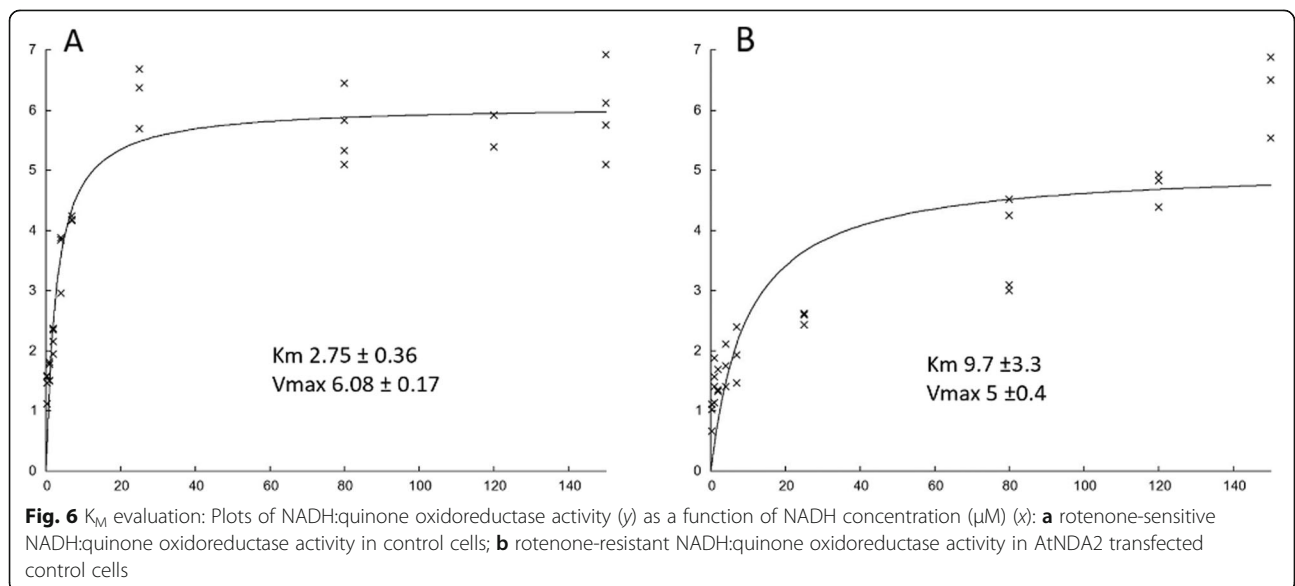 A
7
6
5
4
3
2
1
0
0 20 40 60 80 100 120 140
Km 2.75 ± 0.36
Vmax 6.08 ± 0.17
B
7
6
5
4
3
2
1
0
0 20 40 60 80 100 120 140
Km 9.7 ±3.3
Vmax 5 ±0.4
Fig. 6 KM evaluation: Plots of NADH:quinone oxidoreductase activity (y) as a function of NADH concentration (μM) (x): a rotenone-sensitive
NADH:quinone oxidoreductase activity in control cells; b rotenone-resistant NADH:quinone oxidoreductase activity in AtNDA2 transfected
control cells